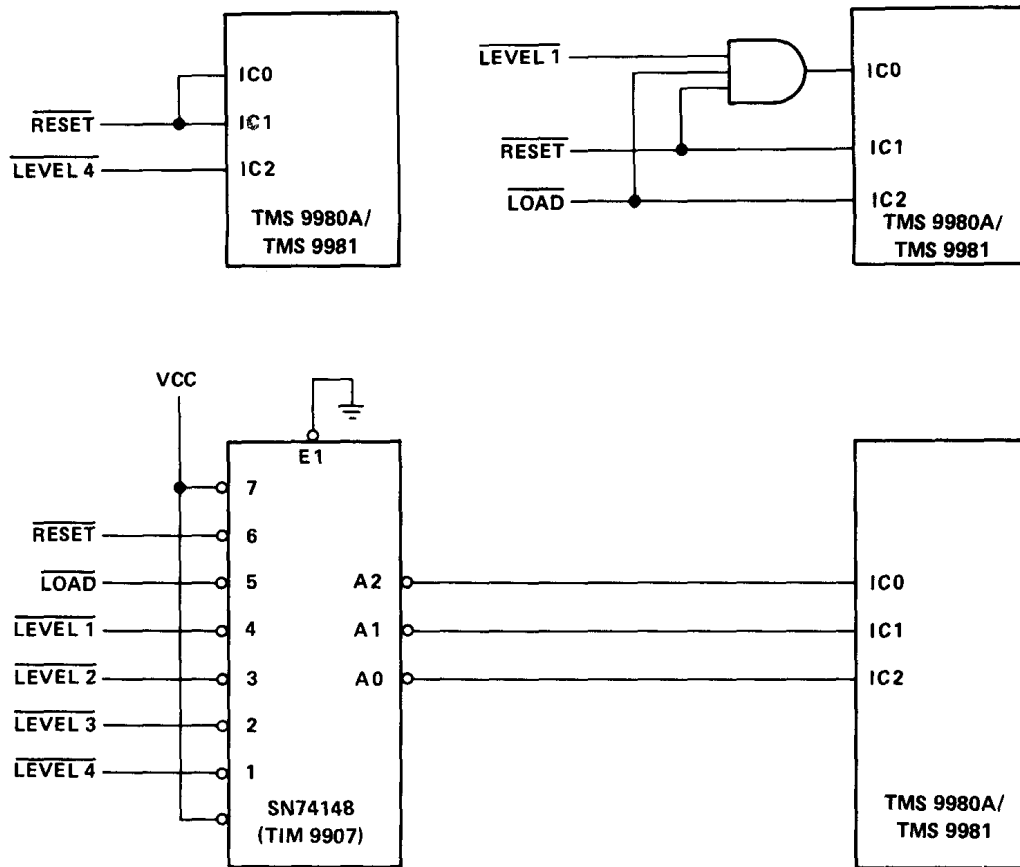 IC0
RESET
IC1
LEVEL 4
IC2
TMS 9980A/
TMS 9981
LEVEL 1
IC0
RESET
IC1
LOAD
IC2
TMS 9980A/
TMS 9981
VCC
E1
7
RESET
6
LOAD
5
A2
IC0
LEVEL 1
4
A1
IC1
LEVEL 2
3
A0
IC2
LEVEL 3
2
LEVEL 4
1
SN74148
(TIM 9907)
TMS 9980A/
TMS 9981